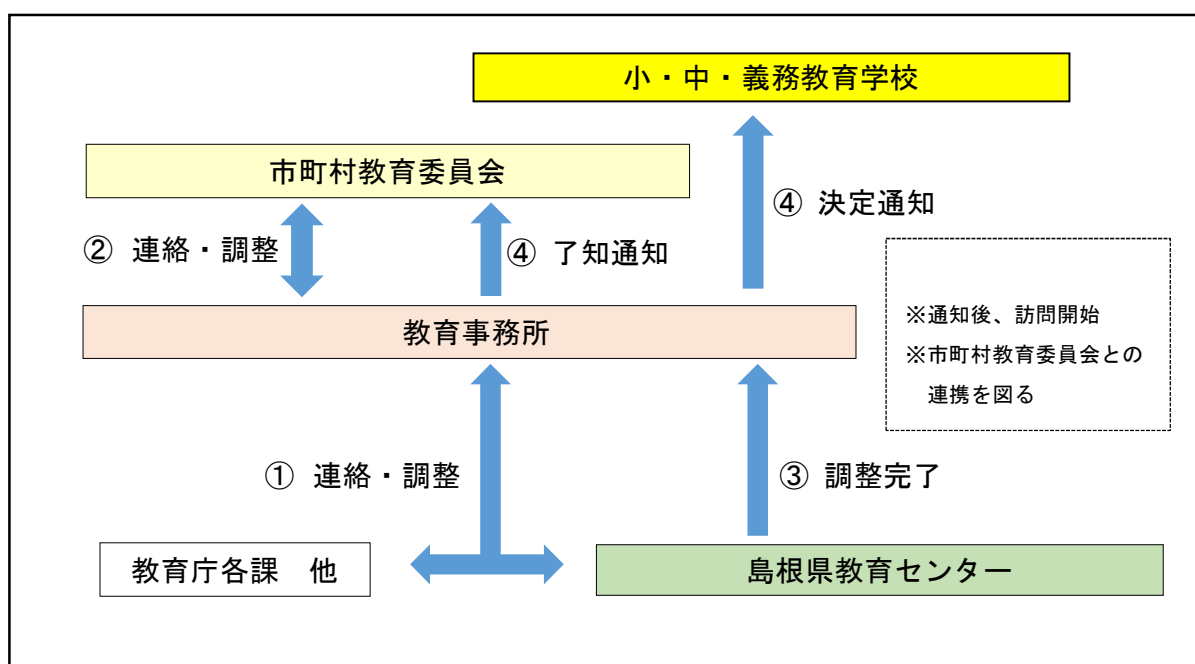 小・中・義務教育学校
市町村教育委員会
④ 決定通知
② 連絡・調整
④ 了知通知
教育事務所
※通知後、訪問開始
※市町村教育委員会との
連携を図る
① 連絡・調整
③ 調整完了
教育庁各課　他
島根県教育センター